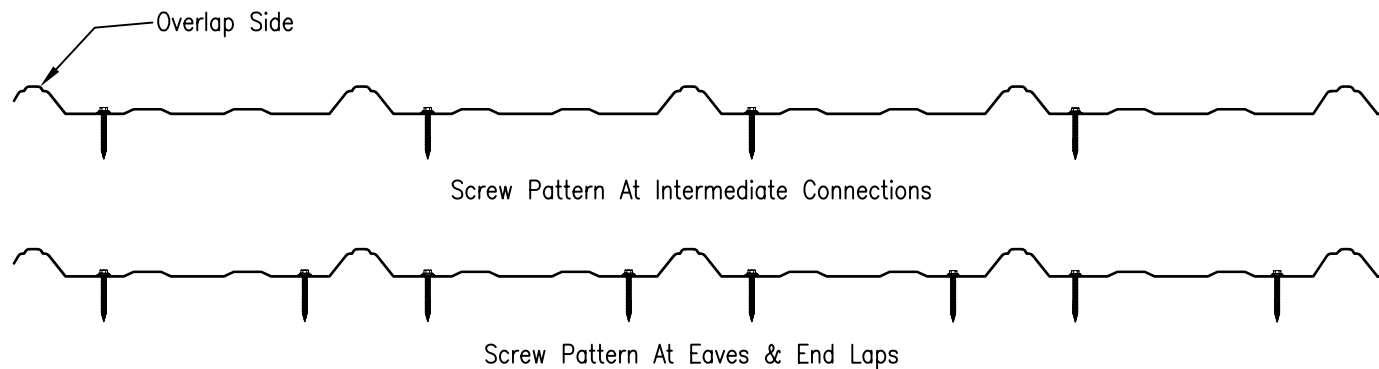 Overlap Side
Screw Pattern At Intermediate Connections
Screw Pattern At Eaves & End Laps